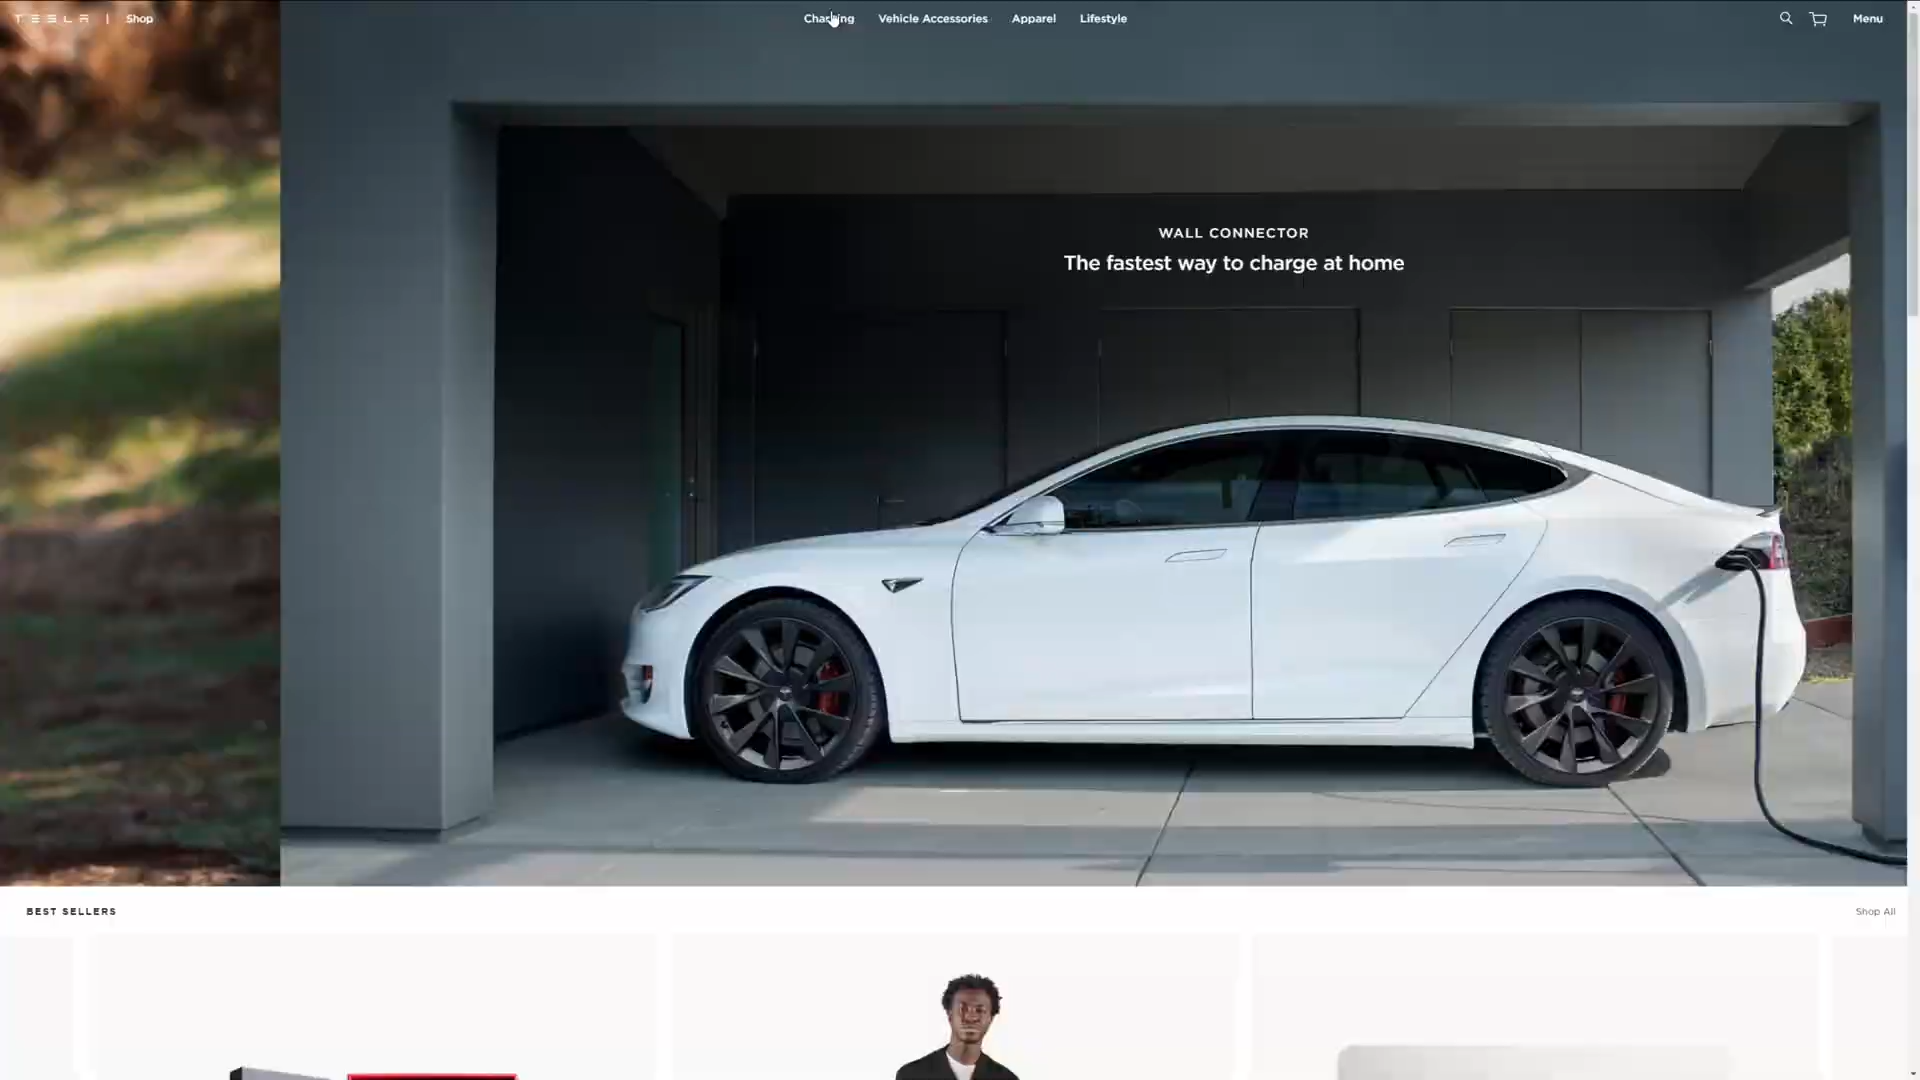 TESLA | Shop
Charging
Vehicle Accessories
Apparel
Lifestyle
Menu
WALL CONNECTOR
The fastest way to charge at home
BEST SELLERS
Shop All